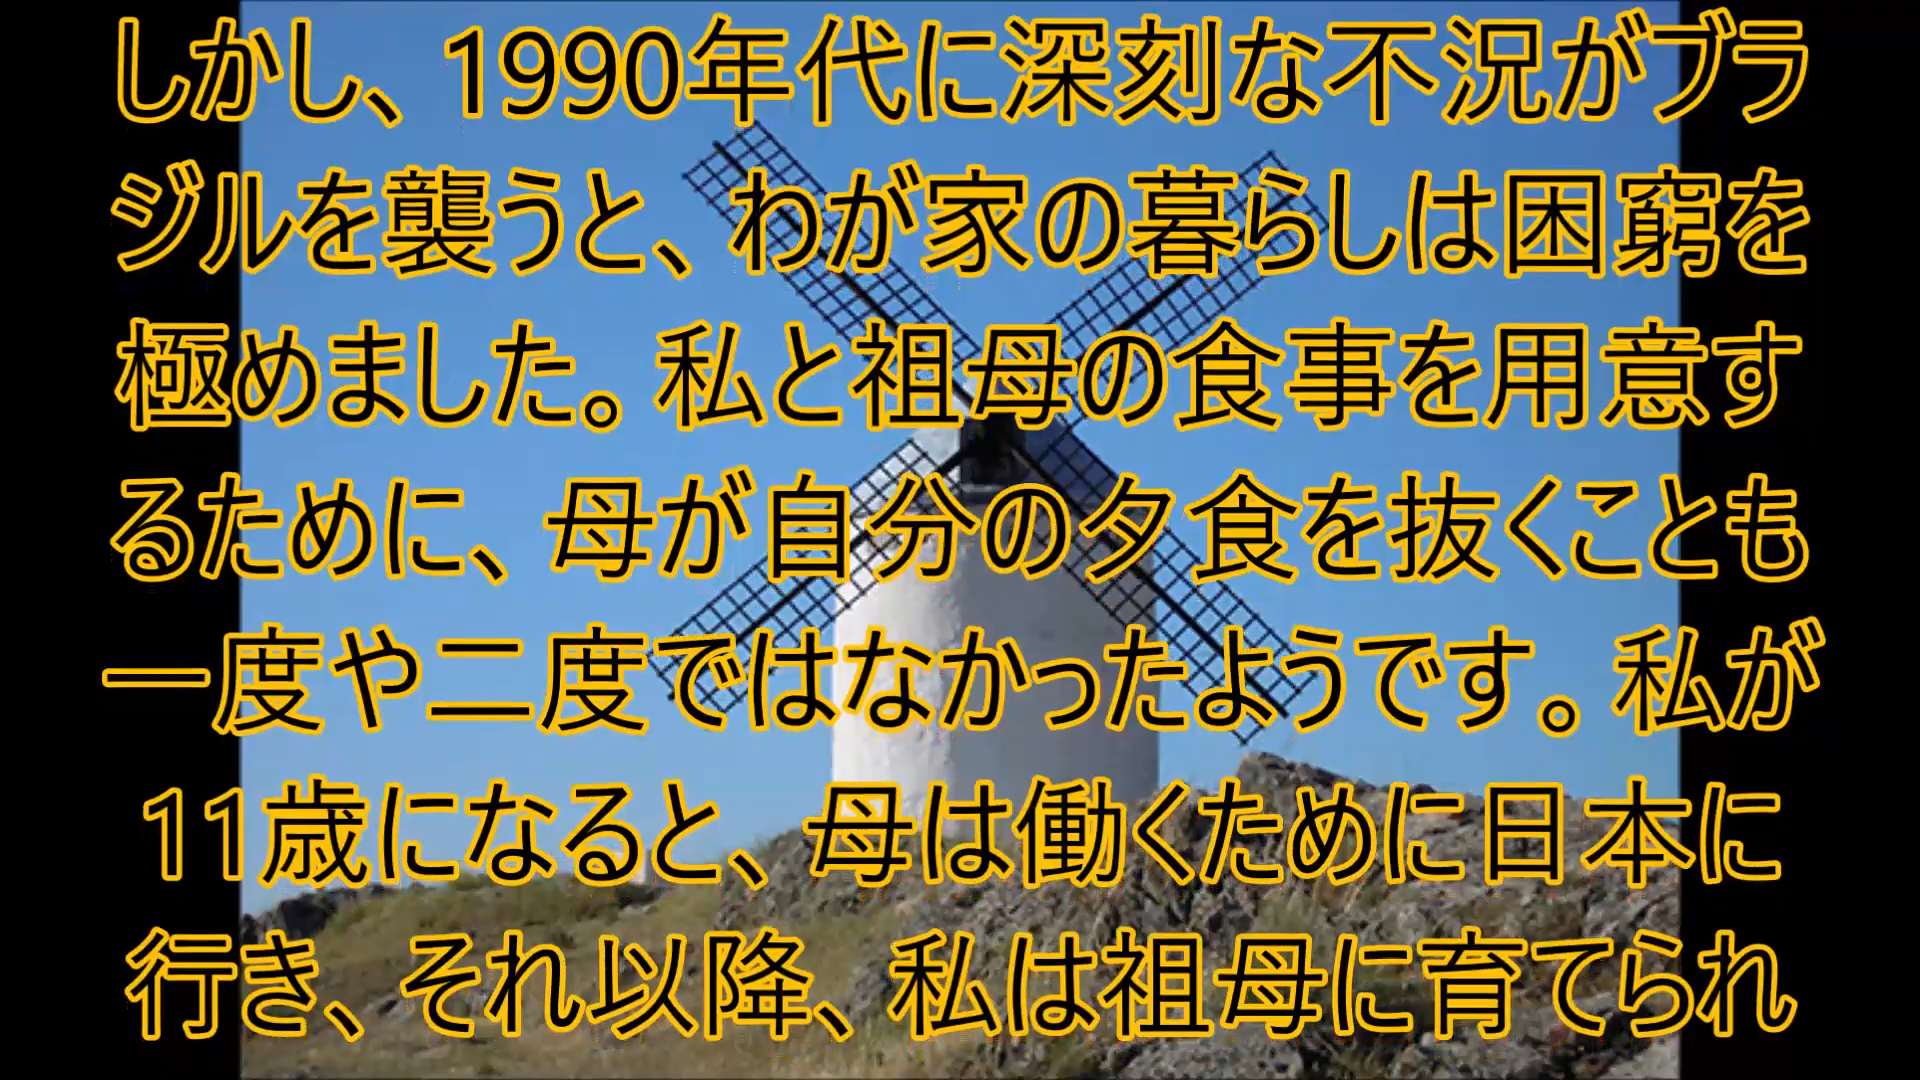 しかし、1990年代に深刻な不況がブラ
ジルを襲うと、わが家の暮らしは困窮を
極めました。私と祖母の食事を用意す
るために、母が自分の夕食を抜くことも
一度や二度ではなかったようです。私が
11歳になると、母は働くために日本に
行き、それ以降、私は祖母に育てられ